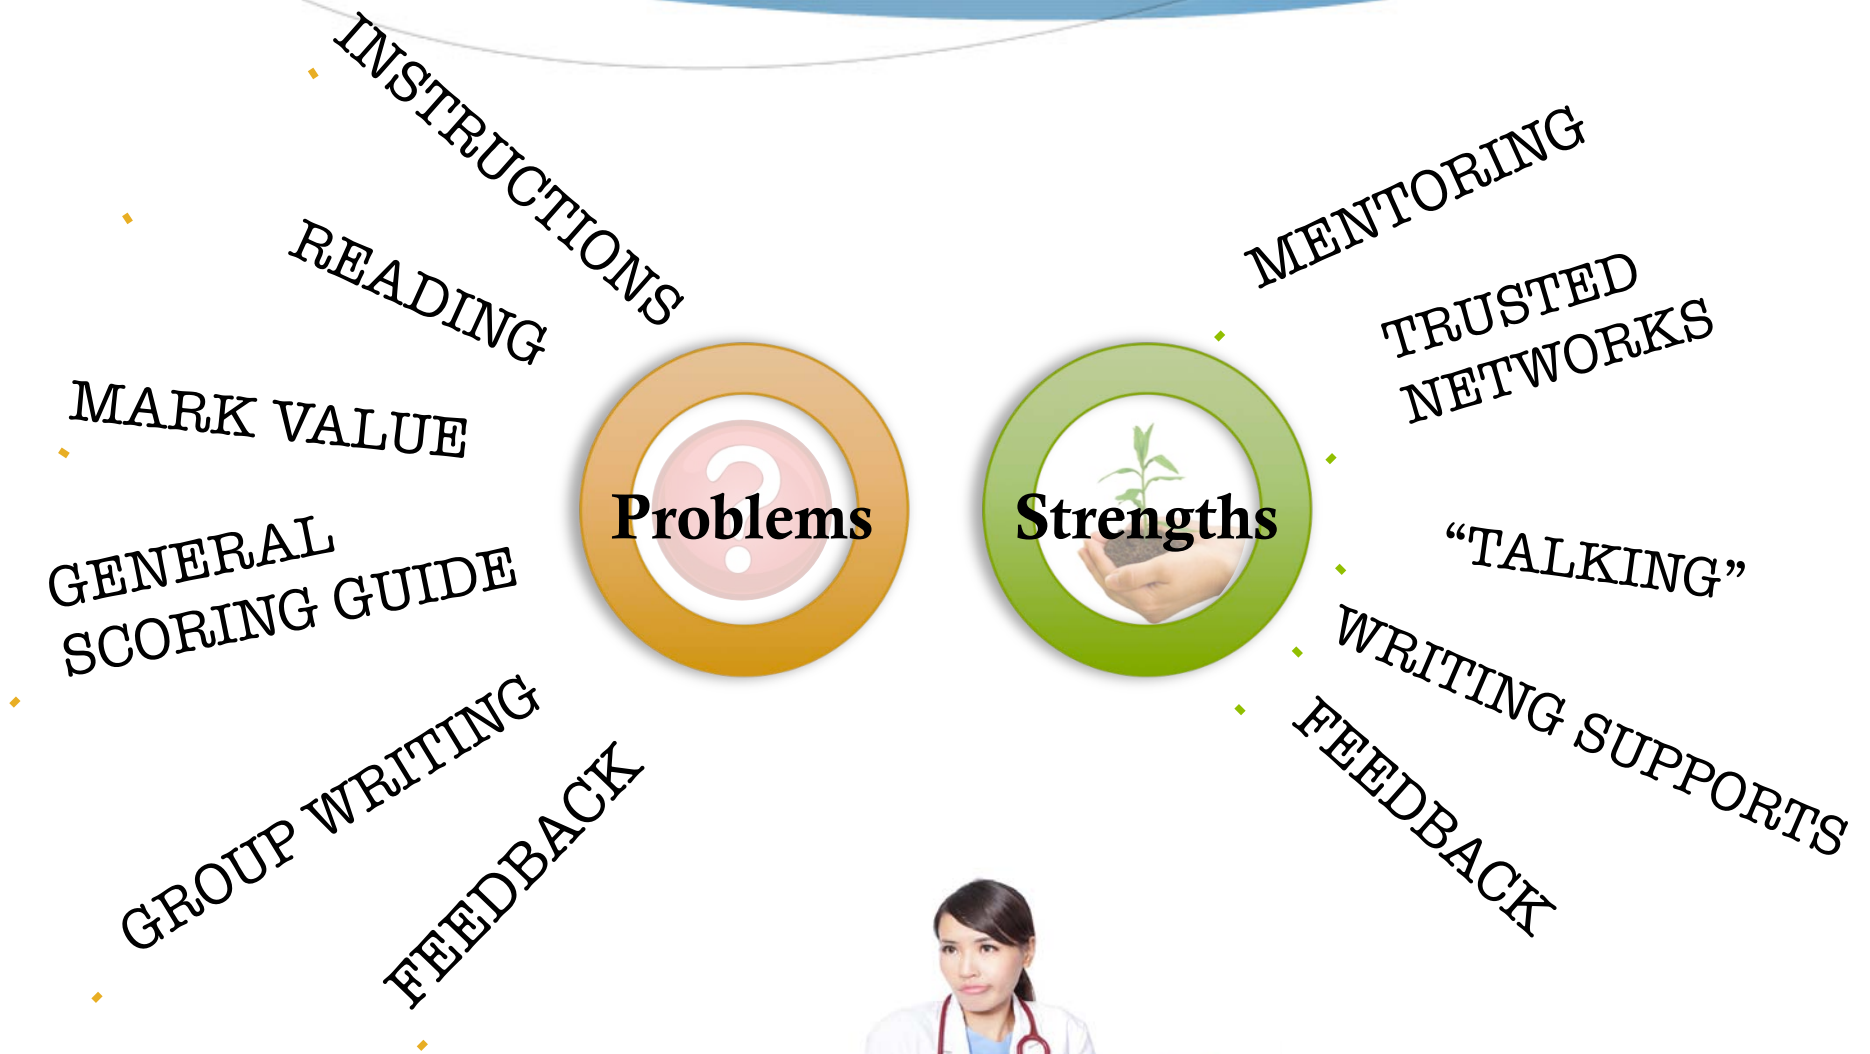 INSTRUCTIONS
READING
MARK VALUE
GENERAL
SCORING GUIDE
GROUP WRITING
FEEDBACK
Problems
Strengths
MENTORING
TRUSTED
NETWORKS
“TALKING”
WRITING SUPPORTS
FEEDBACK